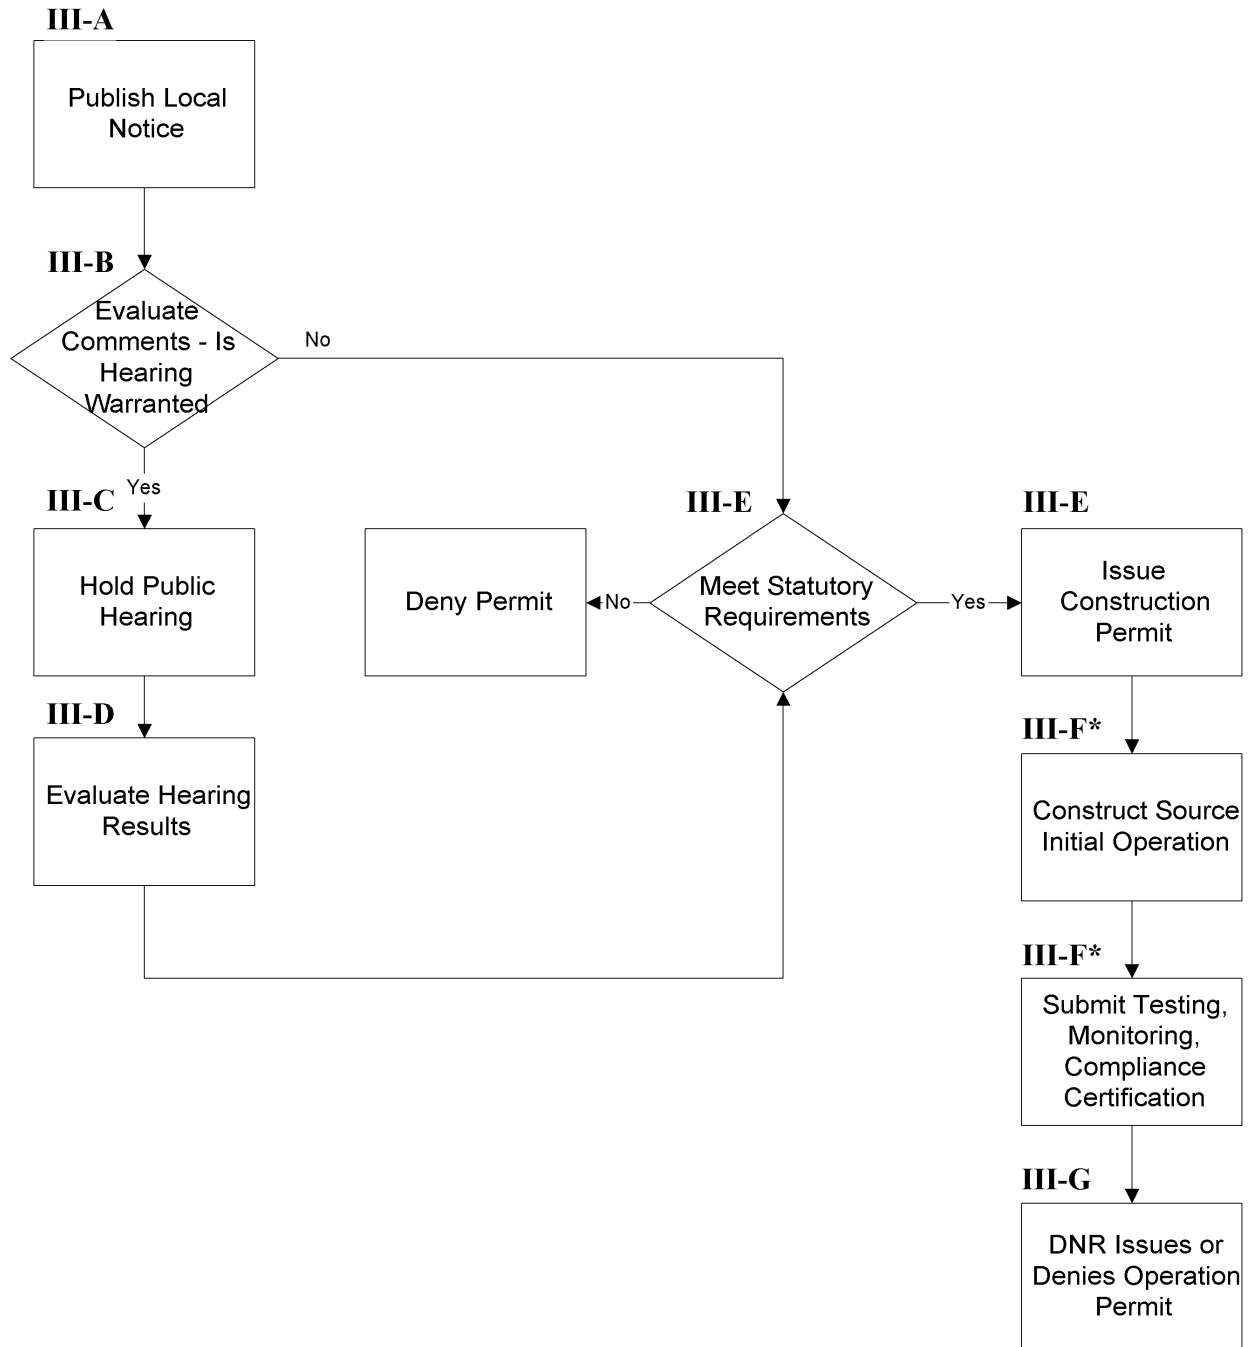 III-A
Publish Local
Notice
III-B
Evaluate
Comments - Is
Hearing
Warranted
No
Yes
III-C
Hold Public
Hearing
III-D
Evaluate Hearing
Results
Deny Permit
No
III-E
Meet Statutory
Requirements
Yes
III-E
Issue
Construction
Permit
III-F*
Construct Source
Initial Operation
III-F*
Submit Testing,
Monitoring,
Compliance
Certification
III-G
DNR Issues or
Denies Operation
Permit